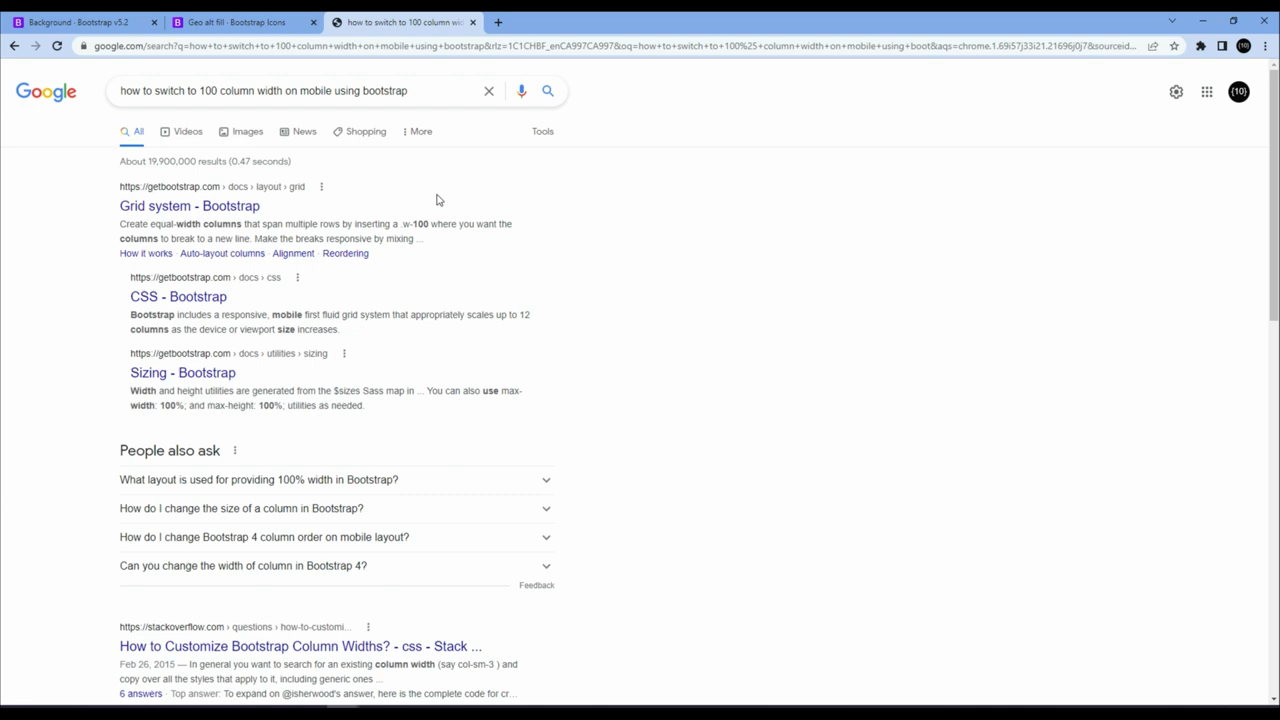 Background · Bootstrap v5.2
Geo alt fill · Bootstrap Icons
how to switch to 100 column wid
google.com/search?q=how+to+switch+to+100+column+width+on+mobile+using+bootstrap&rlz=1C1CHBF_enCA997CA997&oq=how+to+switch+to+100%25+column+width+on+mobile+using+boot&aqs=chrome.1.69i57j33i21.21696j0j7&sourceid...
{10}
Google
how to switch to 100 column width on mobile using bootstrap
{10}
All
Videos
Images
News
Shopping
More
Tools
About 19,900,000 results (0.47 seconds)
https://getbootstrap.com › docs › layout › grid
Grid system - Bootstrap
Create equal-width columns that span multiple rows by inserting a .w-100 where you want the
columns to break to a new line. Make the breaks responsive by mixing ...
How it works · Auto-layout columns · Alignment · Reordering
https://getbootstrap.com › docs › css
CSS - Bootstrap
Bootstrap includes a responsive, mobile first fluid grid system that appropriately scales up to 12
columns as the device or viewport size increases.
https://getbootstrap.com › docs › utilities › sizing
Sizing - Bootstrap
Width and height utilities are generated from the $sizes Sass map in ... You can also use max-
width: 100%; and max-height: 100%; utilities as needed.
People also ask
What layout is used for providing 100% width in Bootstrap?
How do I change the size of a column in Bootstrap?
How do I change Bootstrap 4 column order on mobile layout?
Can you change the width of column in Bootstrap 4?
Feedback
https://stackoverflow.com › questions › how-to-customi...
How to Customize Bootstrap Column Widths? - css - Stack ...
Feb 26, 2015 — In general you want to search for an existing column width (say col-sm-3 ) and
copy over all the styles that apply to it, including generic ones ...
6 answers · Top answer: To expand on @isherwood's answer, here is the complete code for cr...